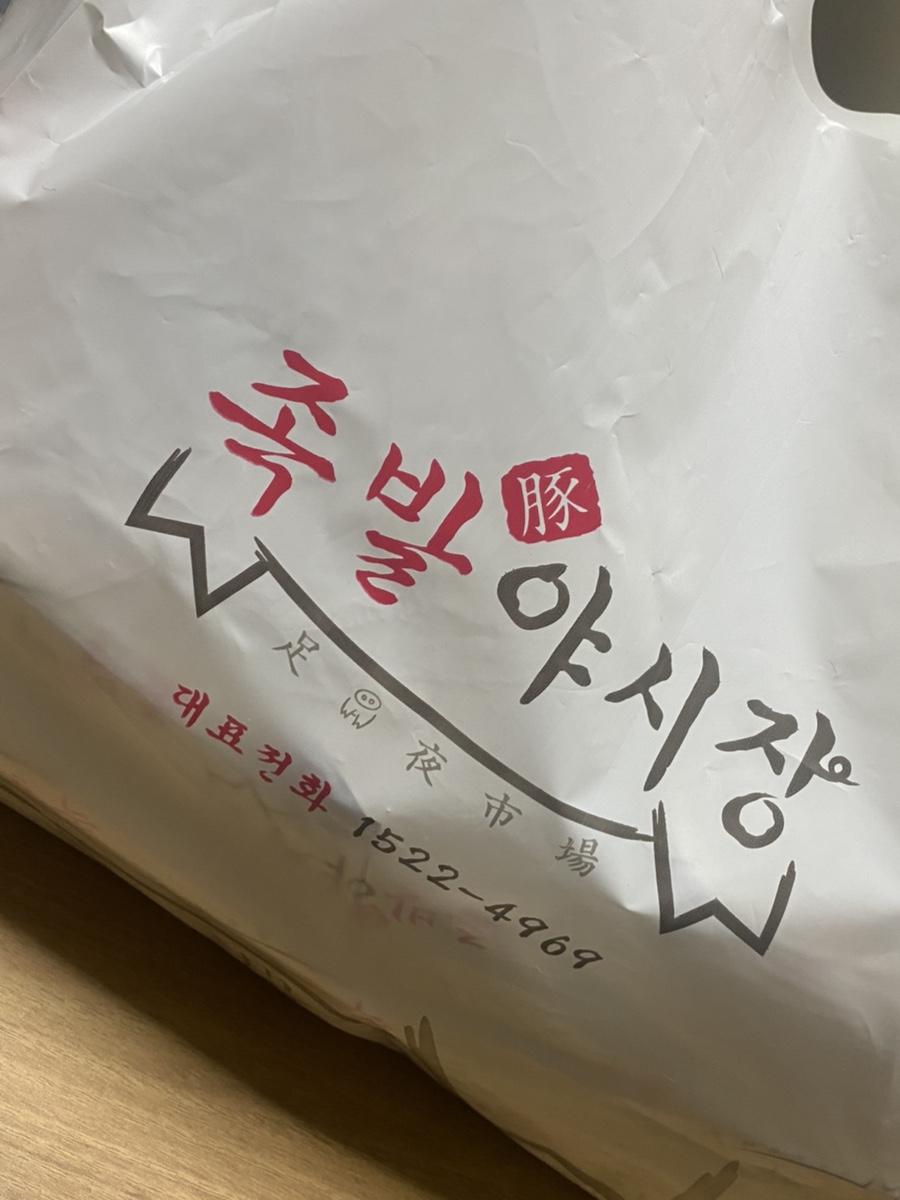 족발 豚 야시장
足 夜市場
대표전화 1522-4969